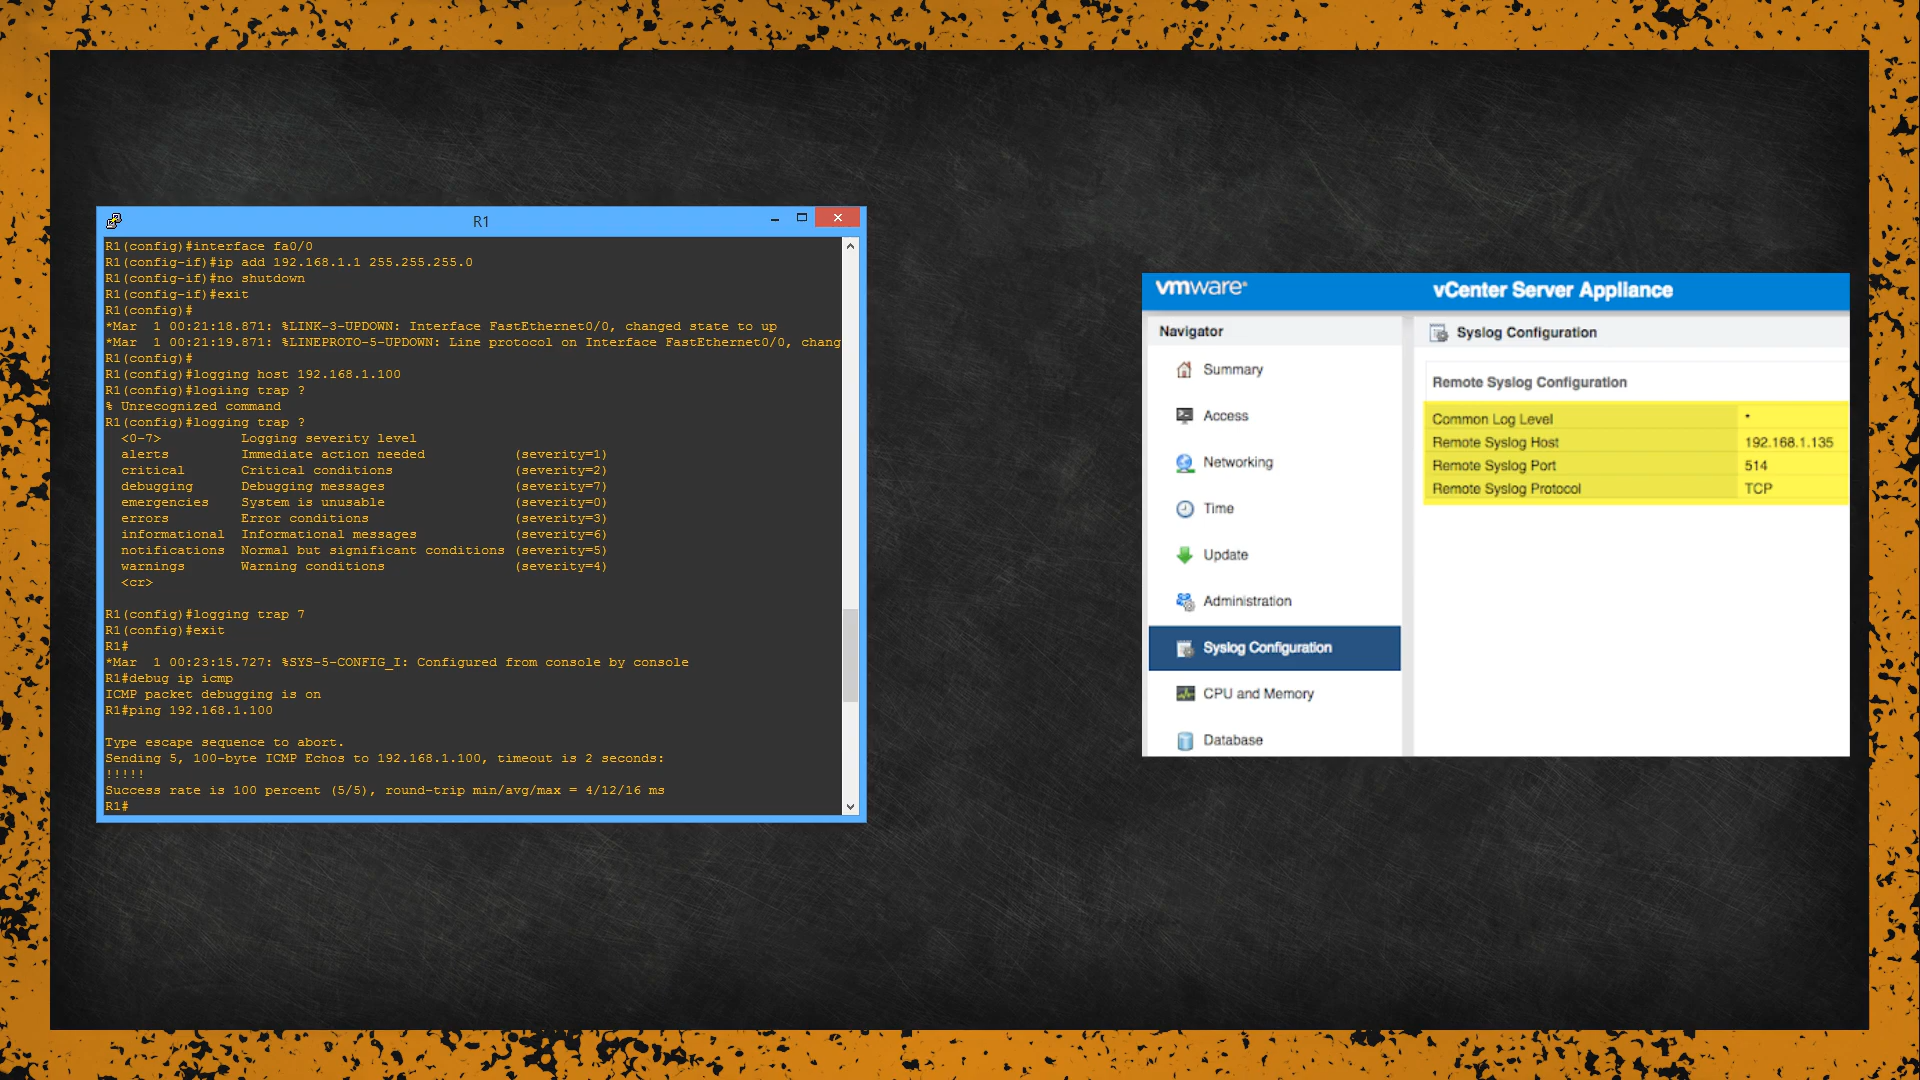 R1
R1(config)#interface fa0/0
R1(config-if)#ip add 192.168.1.1 255.255.255.0
R1(config-if)#no shutdown
R1(config-if)#exit
R1(config)#
*Mar  1 00:21:18.871: %LINK-3-UPDOWN: Interface FastEthernet0/0, changed state to up
*Mar  1 00:21:19.871: %LINEPROTO-5-UPDOWN: Line protocol on Interface FastEthernet0/0, chang
R1(config)#
R1(config)#logging host 192.168.1.100
R1(config)#logiing trap ?
% Unrecognized command
R1(config)#logging trap ?
<0-7> Logging severity level
alerts Immediate action needed (severity=1)
critical Critical conditions (severity=2)
debugging Debugging messages (severity=7)
emergencies System is unusable (severity=0)
errors Error conditions (severity=3)
informational Informational messages (severity=6)
notifications Normal but significant conditions (severity=5)
warnings Warning conditions (severity=4)
<cr>
R1(config)#logging trap 7
R1(config)#exit
R1#
*Mar  1 00:23:15.727: %SYS-5-CONFIG_I: Configured from console by console
R1#debug ip icmp
ICMP packet debugging is on
R1#ping 192.168.1.100
Type escape sequence to abort.
Sending 5, 100-byte ICMP Echos to 192.168.1.100, timeout is 2 seconds:
!!!!!
Success rate is 100 percent (5/5), round-trip min/avg/max = 4/12/16 ms
R1#
vmware® vCenter Server Appliance
Navigator
Summary
Access
Networking
Time
Update
Administration
Syslog Configuration
CPU and Memory
Database
Syslog Configuration
Remote Syslog Configuration
Common Log Level *
Remote Syslog Host 192.168.1.135
Remote Syslog Port 514
Remote Syslog Protocol TCP